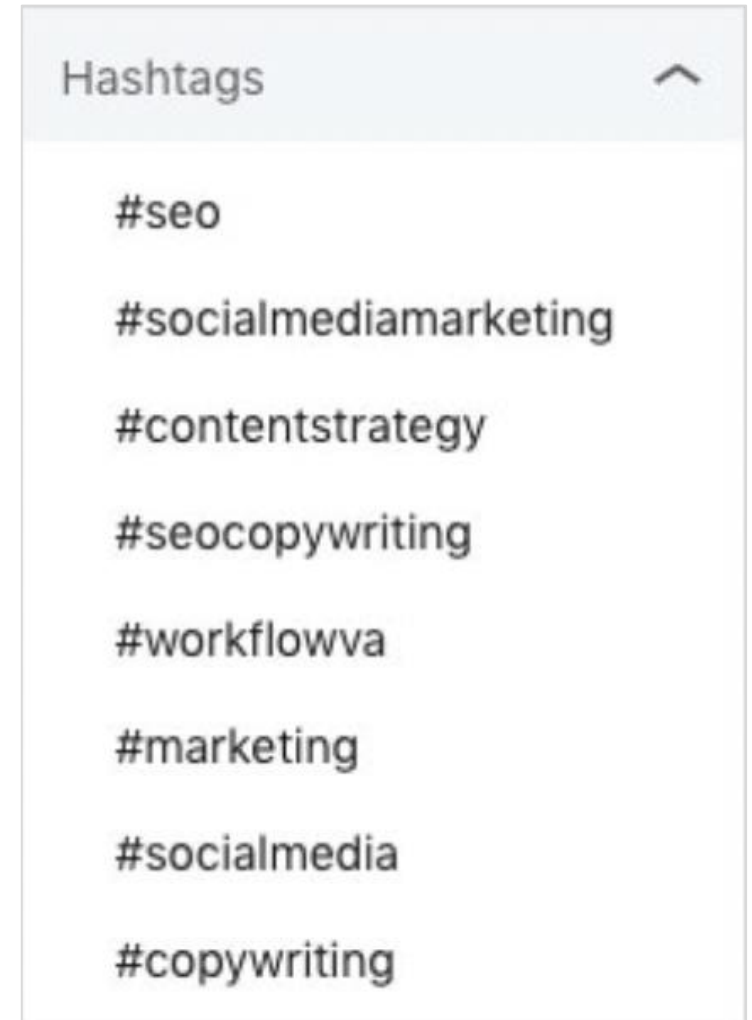 Hashtags
#seo
#socialmediamarketing
#contentstrategy
#seocopywriting
#workflowva
#marketing
#socialmedia
#copywriting